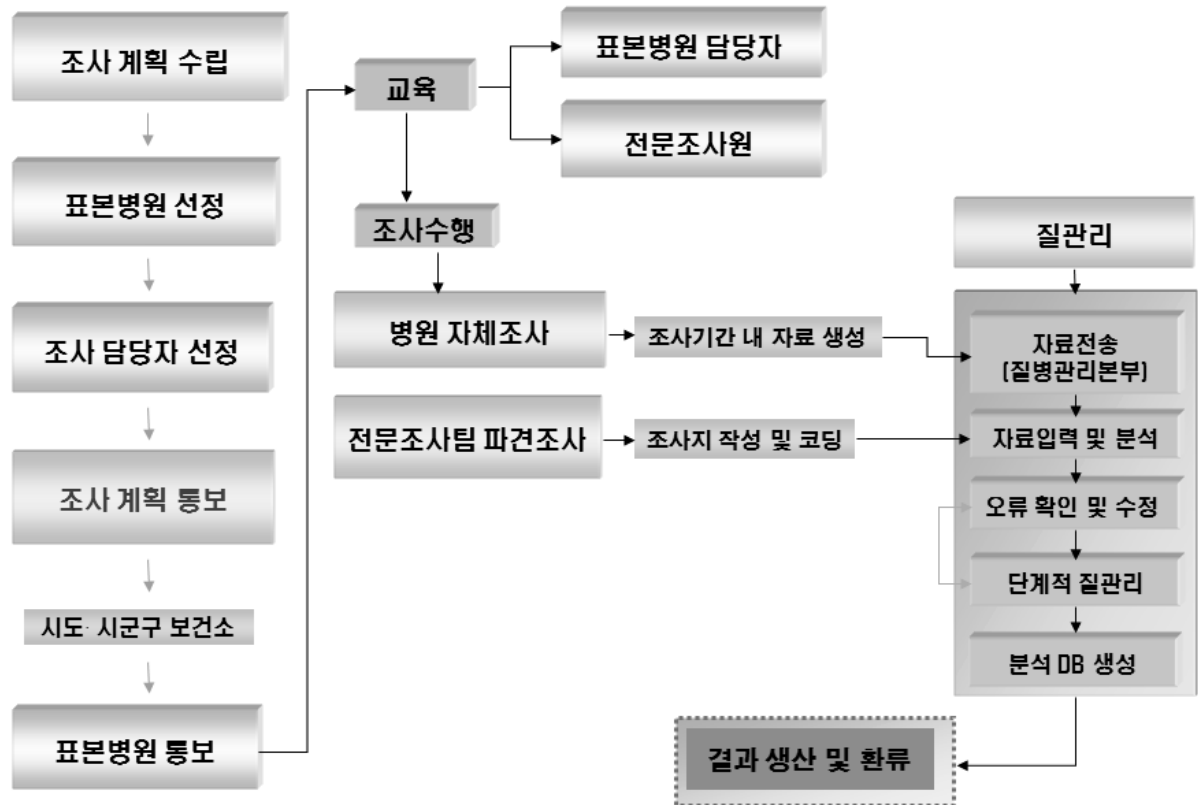 조사 계획 수립
표본병원 선정
조사 담당자 선정
조사 계획 통보
시도· 시군구 보건소
표본병원 통보
교육
표본병원 담당자
전문조사원
조사수행
병원 자체조사
조사기간 내 자료 생성
전문조사팀 파견조사
조사지 작성 및 코딩
질관리
자료전송
(질병관리본부)
자료입력 및 분석
오류 확인 및 수정
단계적 질관리
분석 DB 생성
결과 생산 및 환류